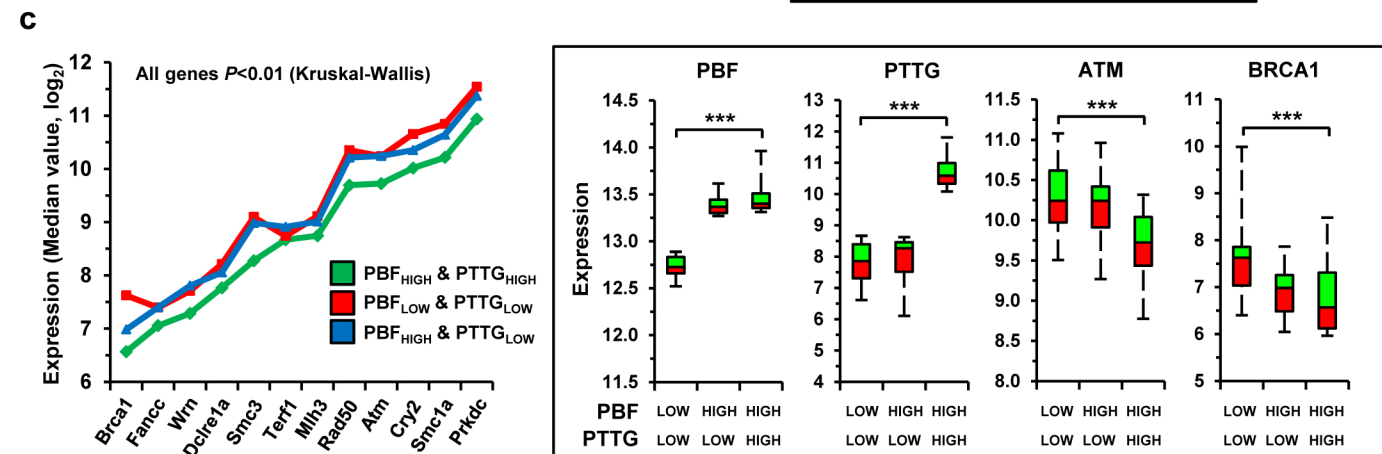 c
All genes P<0.01 (Kruskal-Wallis)
Expression (Median value, log2)
12
11
10
9
8
7
6
PBFHIGH & PTTGHIGH
PBFLOW & PTTGLOW
PBFHIGH & PTTGLOW
Brca1
Fancc
Wrn
Dclre1a
Smc3
Terf1
Mlh3
Rad50
Atm
Cry2
Smc1a
Prkdc
PBF
PTTG
ATM
BRCA1
Expression
14.5
14.0
13.5
13.0
12.5
12.0
11.5
***
13
12
11
10
9
8
7
6
5
4
***
11.5
11.0
10.5
10.0
9.5
9.0
8.5
8.0
***
11
10
9
8
7
6
5
***
PBF LOW HIGH HIGH LOW HIGH HIGH LOW HIGH HIGH LOW HIGH HIGH
PTTG LOW LOW HIGH LOW LOW HIGH LOW LOW HIGH LOW LOW HIGH